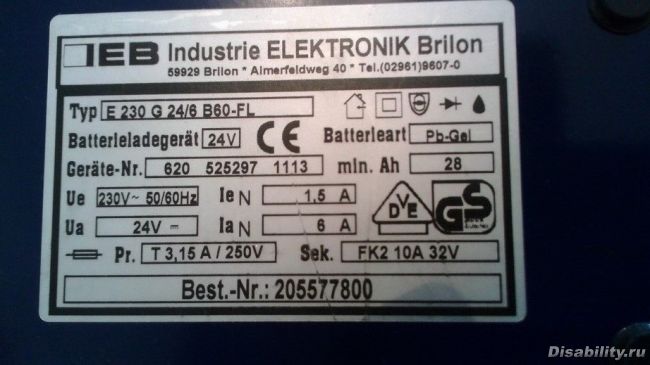 IEB Industrie ELEKTRONIK Brilon
59929 Brilon * Almerfeldweg 40 * Tel.(02961)9607-0
Typ E 230 G 24/6 B60-FL
Batterieladegerät 24V CE Batterieart Pb-Gel
Geräte-Nr. 620 525297 1113 min. Ah 28
Ue 230V~ 50/60Hz Ie N 1.5 A
Ua 24V Ia N 6 A
DVE GS
Pr. T 3,15 A / 250V Sek. FK2 10A 32V
Best.-Nr.: 205577800
Disability.ru